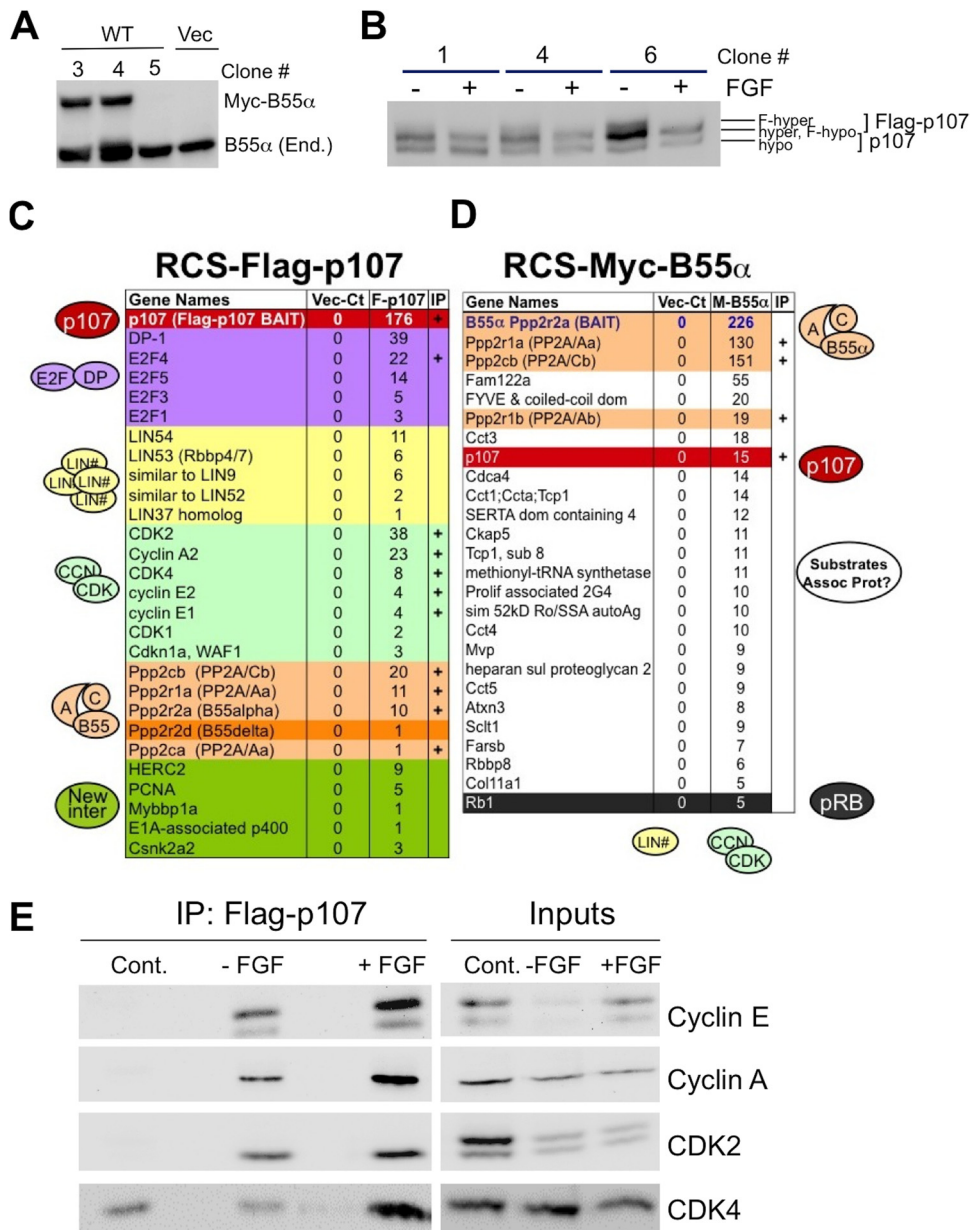 A
WT Vec
3 4 5 Clone #
Myc-B55α
B55α (End.)
B
1 4 6 Clone #
- + - + - + FGF
F-hyper
hyper, F-hypo
hypo
] Flag-p107
] p107
C
RCS-Flag-p107
Gene Names Vec-Ct F-p107 IP
p107 (Flag-p107 BAIT) 0 176 +
DP-1 0 39
E2F4 0 22 +
E2F5 0 14
E2F3 0 5
E2F1 0 3
LIN54 0 11
LIN53 (Rbbp4/7) 0 6
similar to LIN9 0 6
similar to LIN52 0 2
LIN37 homolog 0 1
CDK2 0 38 +
Cyclin A2 0 23 +
CDK4 0 8 +
cyclin E2 0 4 +
cyclin E1 0 4 +
CDK1 0 2
Cdkn1a, WAF1 0 3
Ppp2cb (PP2A/Cb) 0 20 +
Ppp2r1a (PP2A/Aa) 0 11 +
Ppp2r2a (B55alpha) 0 10 +
Ppp2r2d (B55delta) 0 1
Ppp2ca (PP2A/Aa) 0 1 +
HERC2 0 9
PCNA 0 5
Mybbp1a 0 1
E1A-associated p400 0 1
Csnk2a2 0 3
p107
E2F DP
LIN#
LIN LIN#
LIN#
CCN
CDK
A C
B55
New
inter
D
RCS-Myc-B55α
Gene Names Vec-Ct M-B55α IP
B55α Ppp2r2a (BAIT) 0 226
Ppp2r1a (PP2A/Aa) 0 130 +
Ppp2cb (PP2A/Cb) 0 151 +
Fam122a 0 55
FYVE & coiled-coil dom 0 20
Ppp2r1b (PP2A/Ab) 0 19 +
Cct3 0 18
p107 0 15 +
Cdca4 0 14
Cct1;Ccta;Tcp1 0 14
SERTA dom containing 4 0 12
Ckap5 0 11
Tcp1, sub 8 0 11
methionyl-tRNA synthetase 0 11
Prolif associated 2G4 0 10
sim 52kD Ro/SSA autoAg 0 10
Cct4 0 10
Mvp 0 9
heparan sul proteoglycan 2 0 9
Cct5 0 9
Atxn3 0 8
Sclt1 0 9
Farsb 0 7
Rbbp8 0 6
Col11a1 0 5
Rb1 0 5
A C
B55α
p107
Substrates
Assoc Prot?
pRB
LIN# CCN
CDK
E
IP: Flag-p107 Inputs
Cont. - FGF + FGF Cont. -FGF +FGF
Cyclin E
Cyclin A
CDK2
CDK4